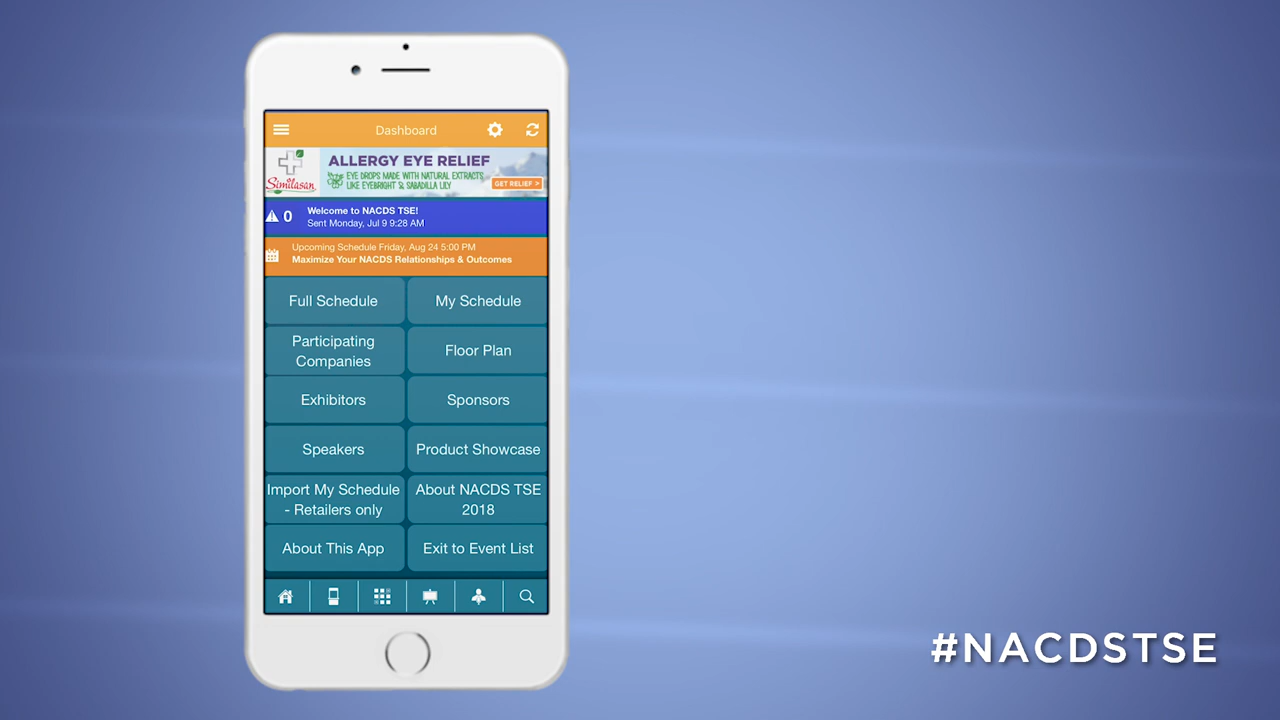 Dashboard
Similasan
ALLERGY EYE RELIEF
EYE DROPS MADE WITH NATURAL EXTRACTS
LIKE EYEBRIGHT & SABADILLA LILY
GET RELIEF >
0
Welcome to NACDS TSE!
Sent Monday, Jul 9 9:28 AM
Upcoming Schedule Friday, Aug 24 5:00 PM
Maximize Your NACDS Relationships & Outcomes
Full Schedule
My Schedule
Participating
Companies
Floor Plan
Exhibitors
Sponsors
Speakers
Product Showcase
Import My Schedule
- Retailers only
About NACDS TSE
2018
About This App
Exit to Event List
#NACDSTSE